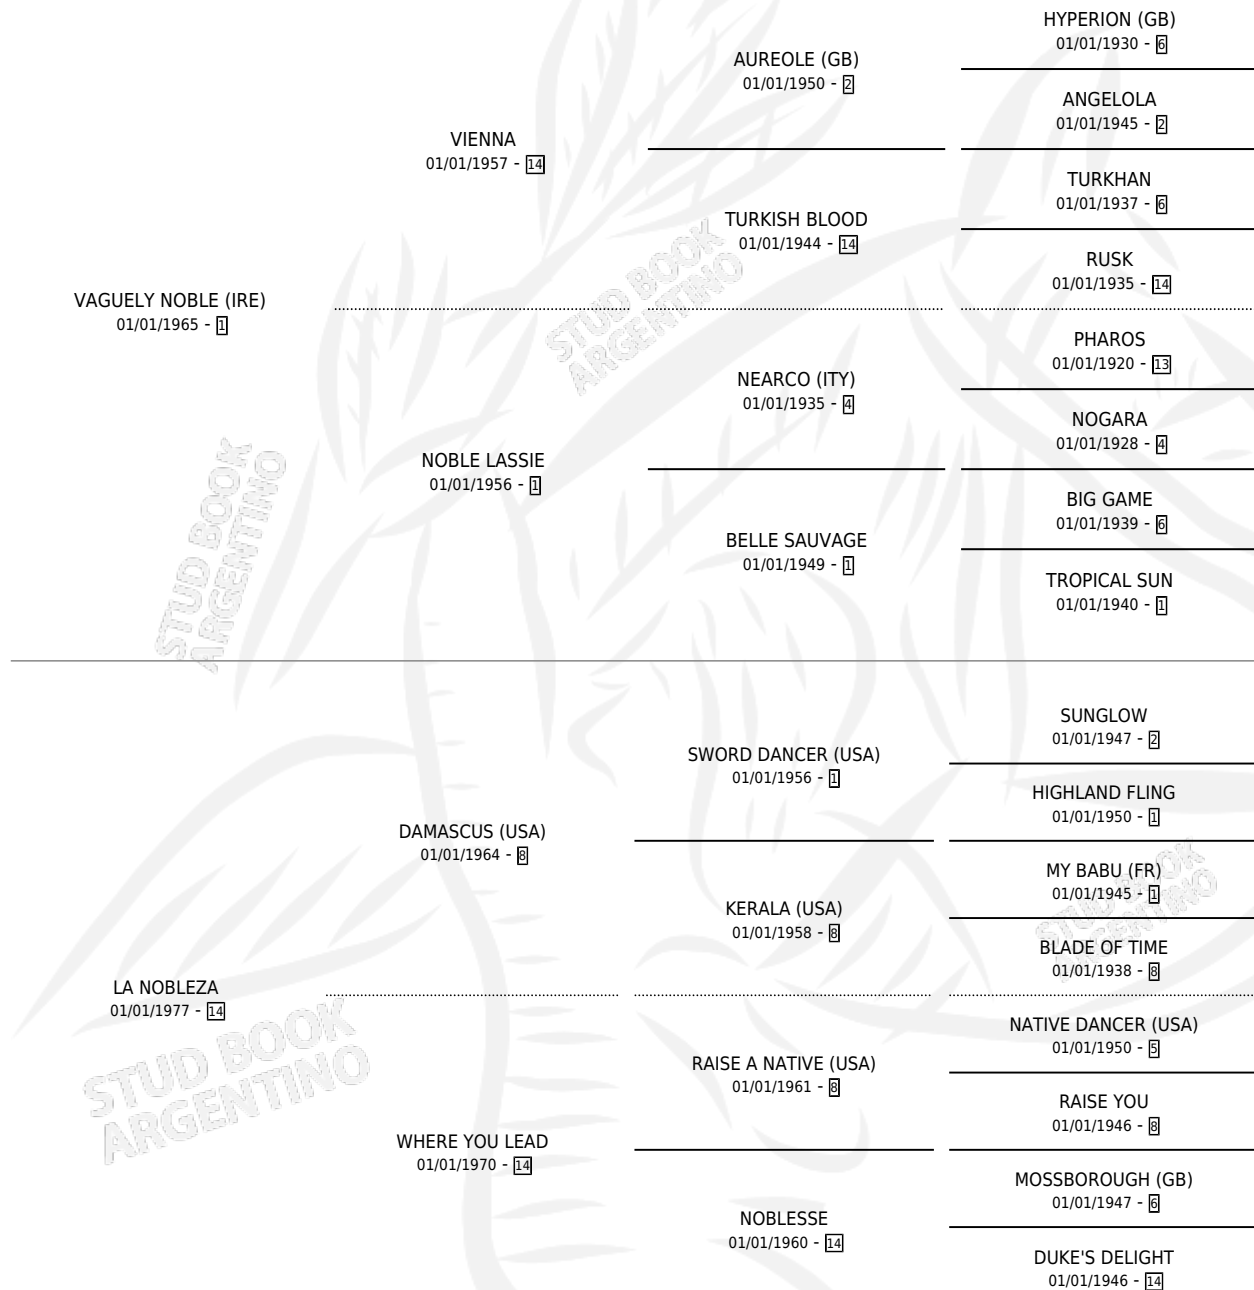 HYPERION (GB)
01/01/1930 - 6
AUREOLE (GB)
01/01/1950 - 2
ANGELOLA
01/01/1945 - 2
VIENNA
01/01/1957 - 14
TURKHAN
01/01/1937 - 6
TURKISH BLOOD
01/01/1944 - 14
RUSK
01/01/1935 - 14
VAGUELY NOBLE (IRE)
01/01/1965 - 1
PHAROS
01/01/1920 - 13
NEARCO (ITY)
01/01/1935 - 4
NOGARA
01/01/1928 - 4
NOBLE LASSIE
01/01/1956 - 1
BIG GAME
01/01/1939 - 6
BELLE SAUVAGE
01/01/1949 - 1
TROPICAL SUN
01/01/1940 - 1
SUNGLOW
01/01/1947 - 2
SWORD DANCER (USA)
01/01/1956 - 1
HIGHLAND FLING
01/01/1950 - 1
DAMASCUS (USA)
01/01/1964 - 8
MY BABU (FR)
01/01/1945 - 1
KERALA (USA)
01/01/1958 - 8
BLADE OF TIME
01/01/1938 - 8
LA NOBLEZA
01/01/1977 - 14
NATIVE DANCER (USA)
01/01/1950 - 5
RAISE A NATIVE (USA)
01/01/1961 - 8
RAISE YOU
01/01/1946 - 8
WHERE YOU LEAD
01/01/1970 - 14
MOSSBOROUGH (GB)
01/01/1947 - 6
NOBLESSE
01/01/1960 - 14
DUKE'S DELIGHT
01/01/1946 - 14
STUD BOOK
ARGENTINO
STUD BOOK
ARGENTINO
STUD BOOK
ARGENTINO
STUD BOOK
ARGENTINO